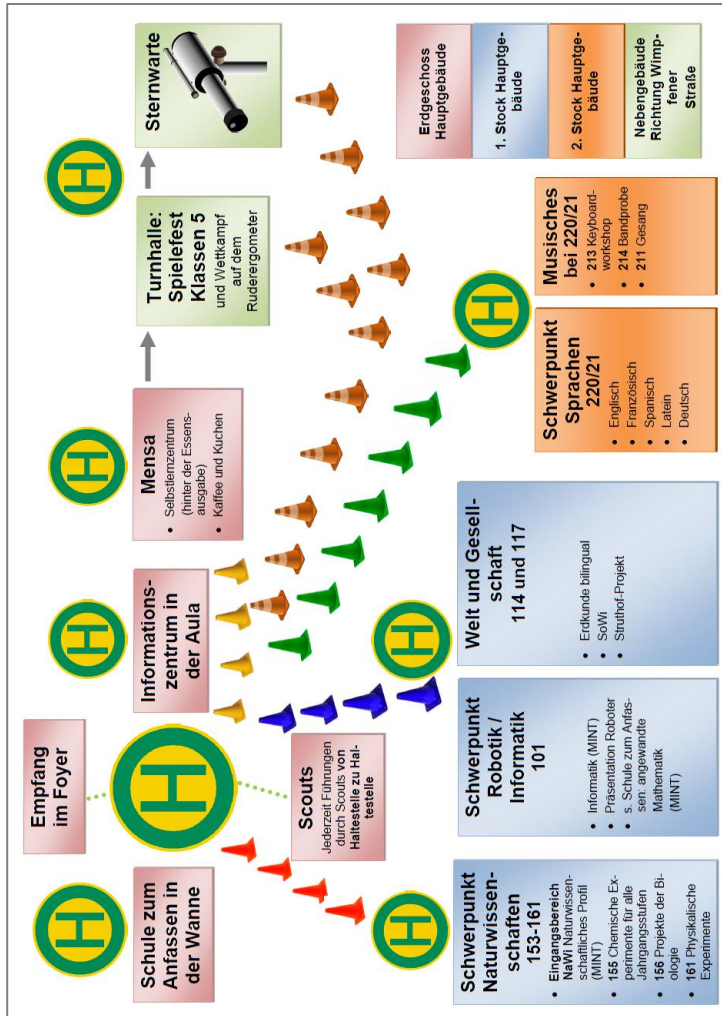 H
Schule zum
Anfassen in
der Wanne
Empfang
im Foyer
H
Scouts
Jederzeit Führungen
durch Scouts von
Haltestelle zu Hal-
testelle
H
Informations-
zentrum in
der Aula
H
Mensa
• Selbstlernzentrum
(hinter der Essens-
ausgabe)
• Kaffee und Kuchen
Turnhalle:
Spielefest
Klassen 5
und Wettkampf
auf dem
Ruderergometer
H
Sternwarte
H
Schwerpunkt
Naturwissen-
schaften
153-161
• Eingangsbereich
NaWi Naturwissen-
schaftliches Profil
(MINT)
• 155 Chemische Ex-
perimente für alle
Jahrgangsstufen
• 156 Projekte der Bi-
ologie
• 161 Physikalische
Experimente
Schwerpunkt
Robotik /
Informatik
101
• Informatik (MINT)
• Präsentation Roboter
• s. Schule zum Anfas-
sen: angewandte
Mathematik
(MINT)
H
Welt und Gesell-
schaft
114 und 117
• Erdkunde bilingual
• SoWi
• Struthof-Projekt
H
Schwerpunkt
Sprachen
220/21
• Englisch
• Französisch
• Spanisch
• Latein
• Deutsch
Musisches
bei 220/21
• 213 Keyboard-
workshop
• 214 Bandprobe
• 211 Gesang
Erdgeschoss
Hauptgebäude
1. Stock Hauptge-
bäude
2. Stock Hauptge-
bäude
Nebengebäude
Richtung Wimp-
fener
Straße